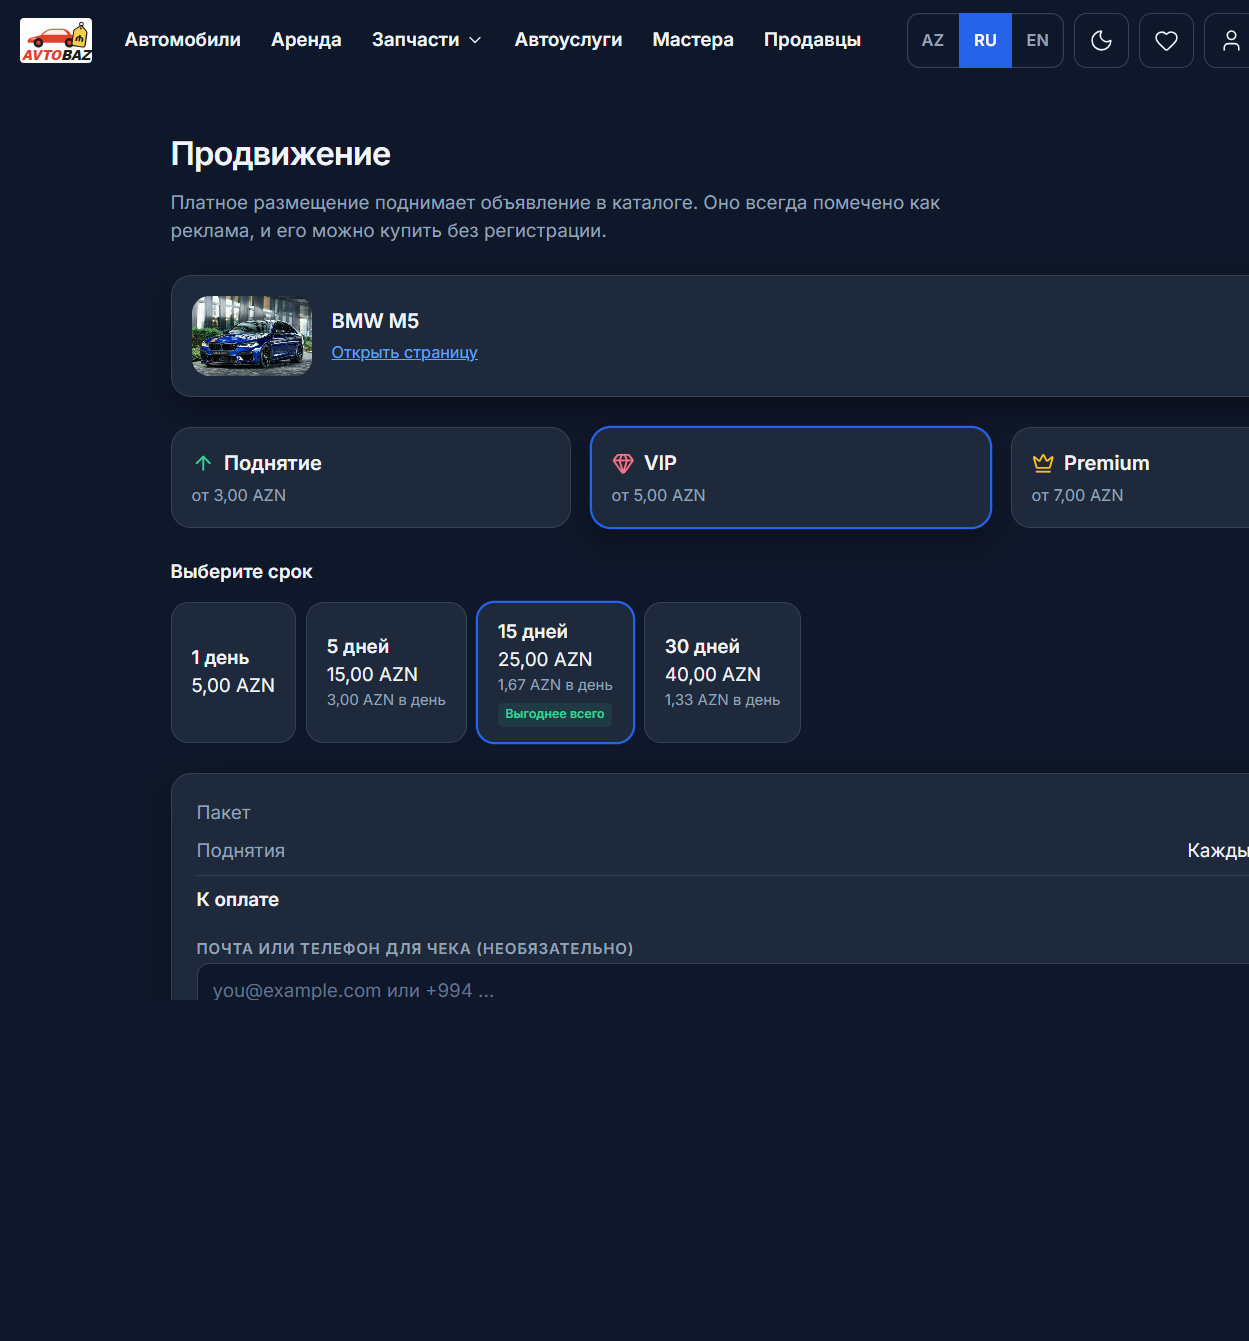 AVTOBAZ
Автомобили
Аренда
Запчасти
Автоуслуги
Мастера
Продавцы
AZ
RU
EN
Продвижение
Платное размещение поднимает объявление в каталоге. Оно всегда помечено как
реклама, и его можно купить без регистрации.
BMW M5
Открыть страницу
Поднятие
от 3,00 AZN
VIP
от 5,00 AZN
Premium
от 7,00 AZN
Выберите срок
1 день
5,00 AZN
5 дней
15,00 AZN
3,00 AZN в день
15 дней
25,00 AZN
1,67 AZN в день
Выгоднее всего
30 дней
40,00 AZN
1,33 AZN в день
Пакет
Поднятия
Кажды
К оплате
ПОЧТА ИЛИ ТЕЛЕФОН ДЛЯ ЧЕКА (НЕОБЯЗАТЕЛЬНО)
you@example.com или +994 ...